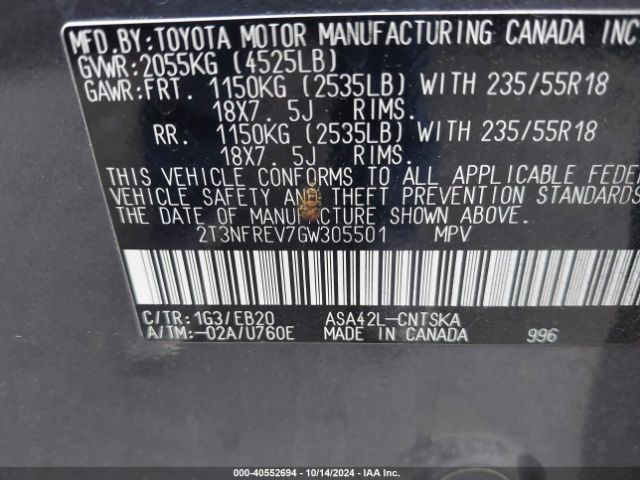 MFD.BY:TOYOTA MOTOR MANUFACTURING CANADA INC
GVWR:2055KG (4525LB)
GAWR:FRT. 1150KG (2535LB) WITH 235/55R18
18X7. 5J RIMS.
RR. 1150KG (2535LB) WITH 235/55R18
18X7. 5J RIMS.
THIS VEHICLE CONFORMS TO ALL APPLICABLE FEDE
VEHICLE SAFETY AND THEFT PREVENTION STANDARDS
THE DATE OF MANUFACTURE SHOWN ABOVE.
2T3NFREV7GW305501 MPV
C/TR:1G3/EB20 ASA42L-CNTSKA
A/TM:-02A/U760E MADE IN CANADA 996
000-40552694 - 10/14/2024 - IAAI.COM